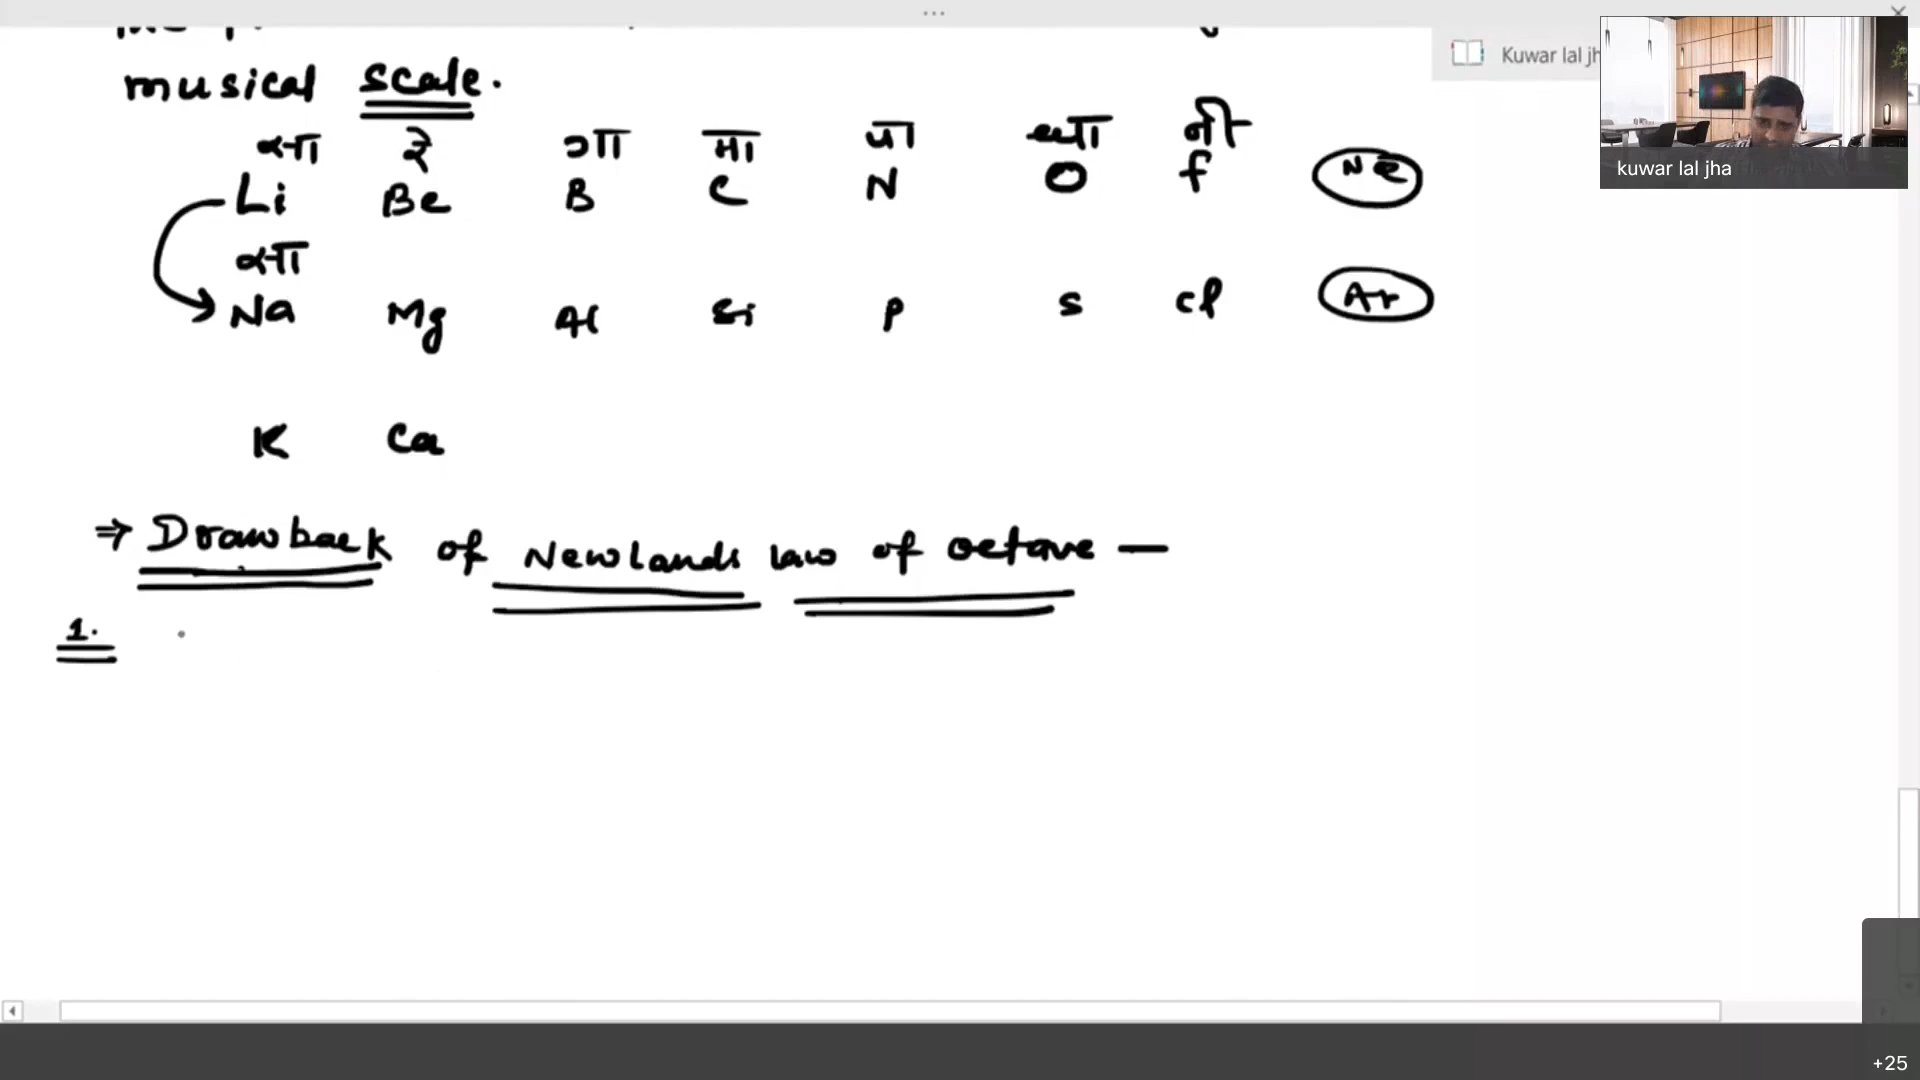 musical scale.
सा रे गा मा पा धा नी
Li Be B C N O F Ne
सा
Na Mg Al Si P S Cl Ar
K Ca
⇒ Drawback of Newlands law of octave —
1.
Kuwar lal jh
kuwar lal jha
+25